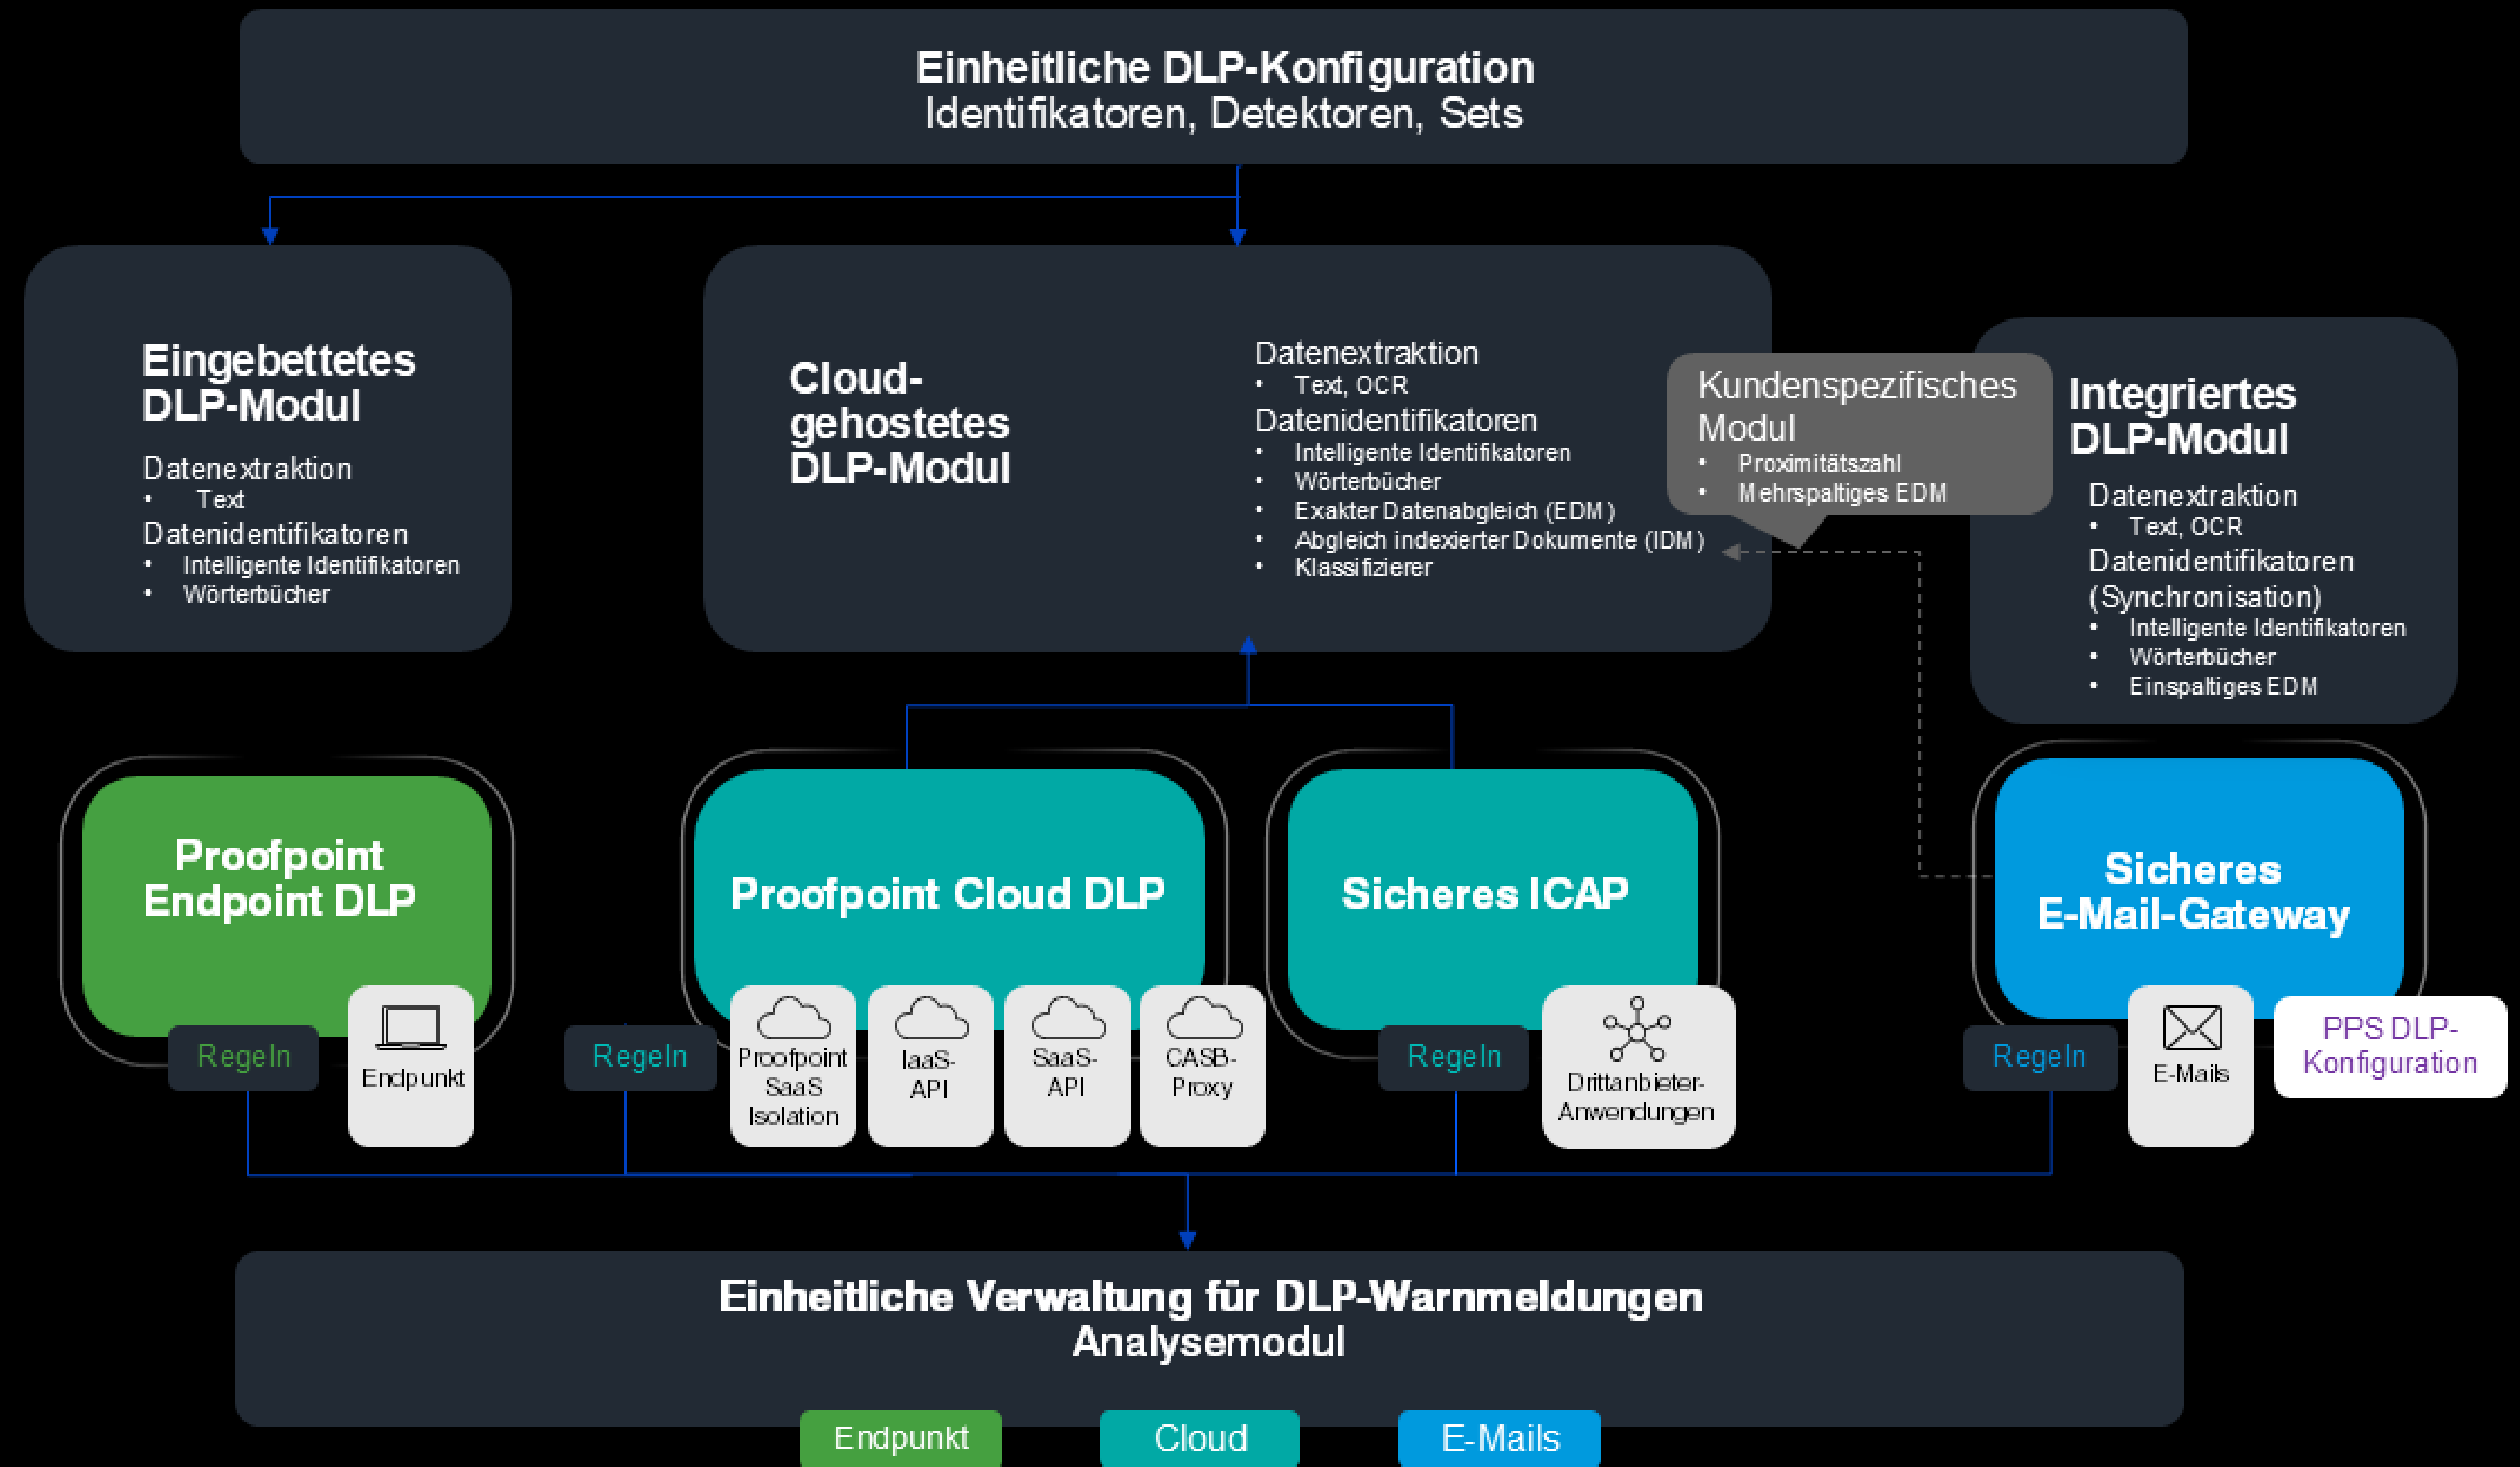 Einheitliche DLP-Konfiguration
Identifikatoren, Detektoren, Sets
Eingebettetes
DLP-Modul
Datenextraktion
• Text
Datenidentifikatoren
• Intelligente Identifikatoren
• Wörterbücher
Cloud-
gehostetes
DLP-Modul
Datenextraktion
• Text, OCR
Datenidentifikatoren
• Intelligente Identifikatoren
• Wörterbücher
• Exakter Datenabgleich (EDM)
• Abgleich indexierter Dokumente (IDM)
• Klassifizierer
Kundenspezifisches
Modul
• Proximitätszahl
• Mehrspaltiges EDM
Integriertes
DLP-Modul
Datenextraktion
• Text, OCR
Datenidentifikatoren
(Synchronisation)
• Intelligente Identifikatoren
• Wörterbücher
• Einspaltiges EDM
Proofpoint
Endpoint DLP
Regeln
Endpunkt
Proofpoint Cloud DLP
Regeln
Proofpoint
SaaS
Isolation
IaaS-
API
SaaS-
API
CASB-
Proxy
Sicheres ICAP
Regeln
Drittanbieter-
Anwendungen
Sicheres
E-Mail-Gateway
Regeln
E-Mails
PPS DLP-
Konfiguration
Einheitliche Verwaltung für DLP-Warnmeldungen
Analysemodul
Endpunkt
Cloud
E-Mails